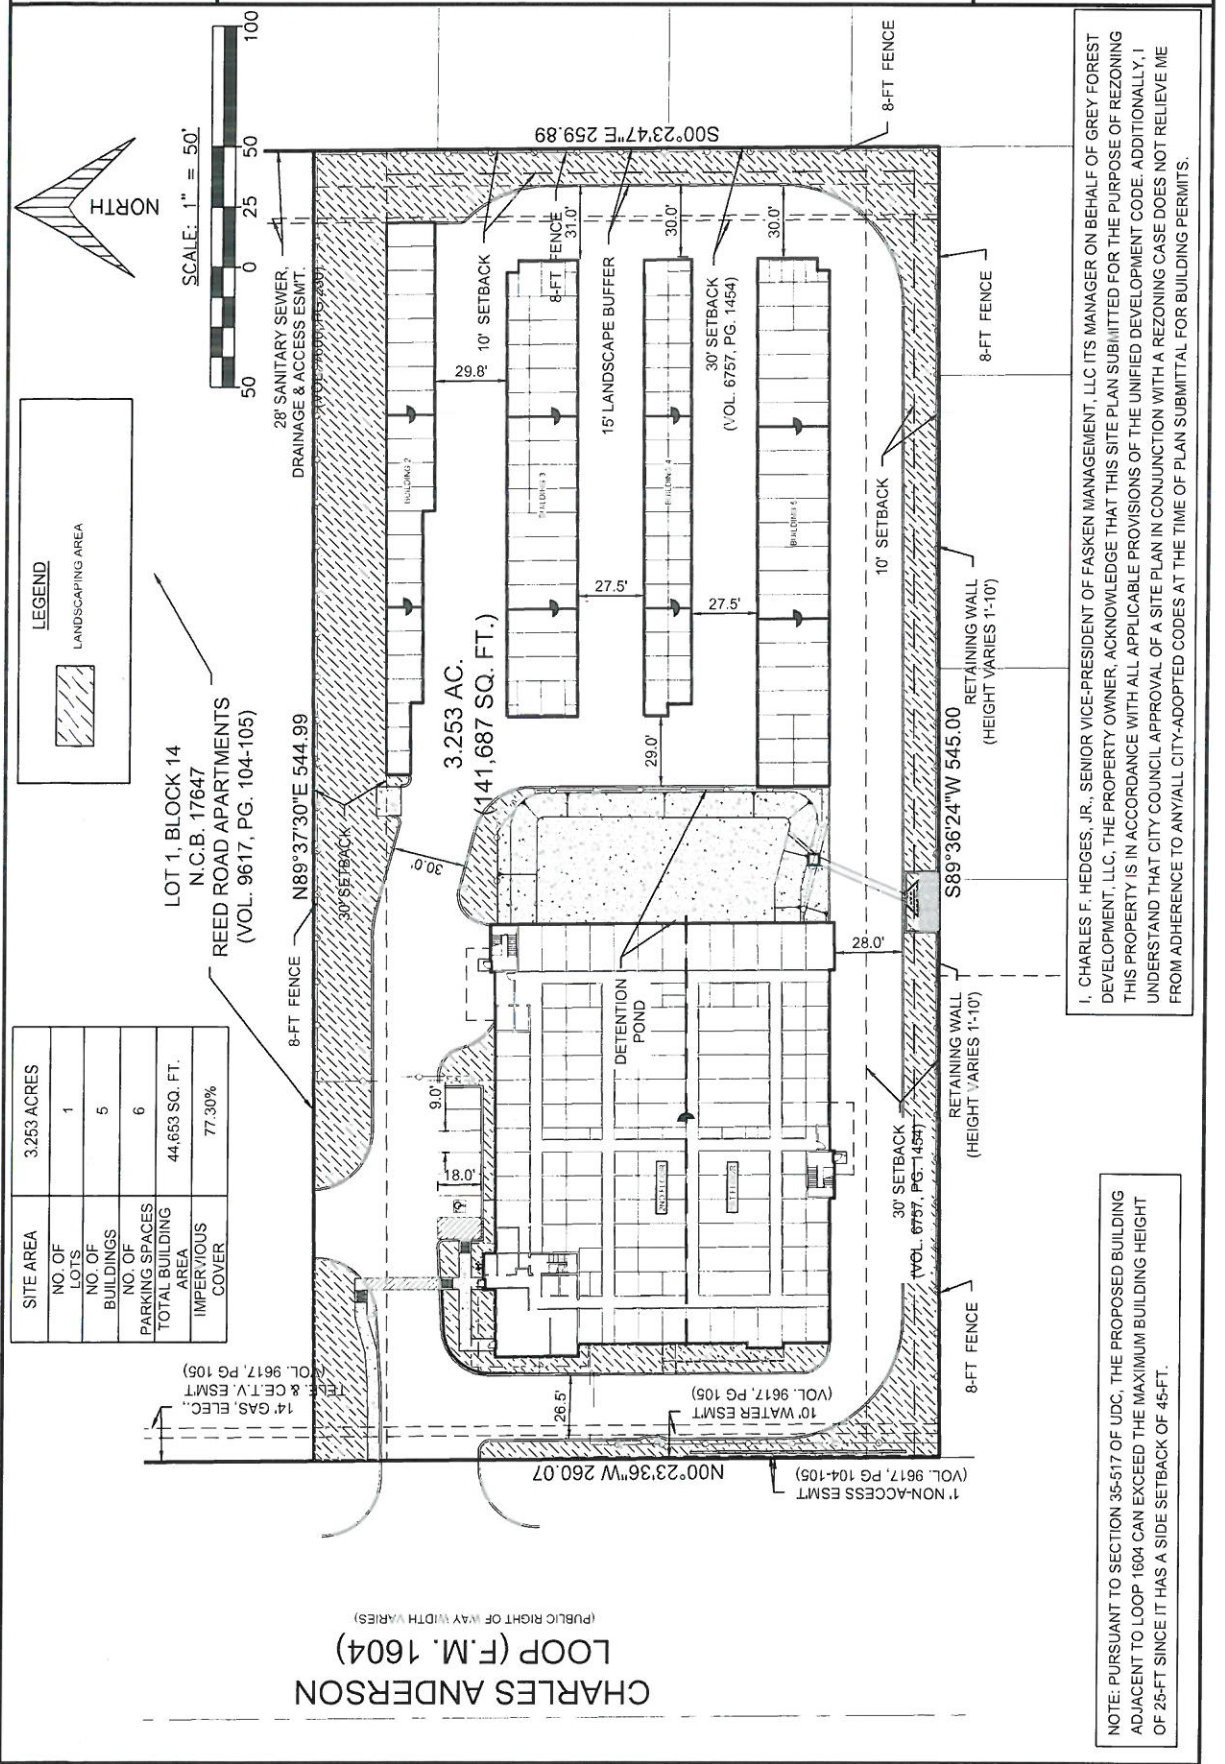 SITE AREA 3.253 ACRES
NO. OF
LOTS 1
NO. OF
BUILDINGS 5
NO. OF
PARKING SPACES 6
TOTAL BUILDING
AREA 44,653 SQ. FT.
IMPERVIOUS
COVER 77.30%
LEGEND
LANDSCAPING AREA
NORTH
SCALE: 1" = 50'
50
0
25
50
100
LOT 1, BLOCK 14
N.C.B. 17647
REED ROAD APARTMENTS
(VOL. 9617, PG. 104-105)
14' GAS, ELEC.,
TELE. & CE.T.V. ESMT
(VOL. 9617, PG 105)
8-FT FENCE
N89°37'30"E 544.99
30' SETBACK
28' SANITARY SEWER,
DRAINAGE & ACCESS ESM'T.
3.253 AC.
(141,687 SQ. FT.)
30.0'
9.0'
18.0'
26.5'
BUILDING 2
29.8'
10' SETBACK
8-FT FENCE
31.0'
BUILDING 3
15' LANDSCAPE BUFFER
27.5'
30.0'
BUILDING 4
30' SETBACK
(VOL. 6757, PG. 1454)
27.5'
29.0'
30.0'
BUILDING 5
S00°23'47"E 259.89
8-FT FENCE
DETENTION
POND
2ND FLOOR
28.0'
10' SETBACK
10' WATER ESMT
(VOL. 9617, PG 105)
N00°23'36"W 260.07
1' NON-ACCESS ESMT
(VOL. 9617, PG 104-105)
30' SETBACK
(VOL. 6757, PG. 1454)
S89°36'24"W 545.00
8-FT FENCE
RETAINING WALL
(HEIGHT VARIES 1'-10')
RETAINING WALL
(HEIGHT VARIES 1'-10')
8-FT FENCE
CHARLES ANDERSON
LOOP (F.M. 1604)
(PUBLIC RIGHT OF WAY WIDTH VARIES)
NOTE: PURSUANT TO SECTION 35-517 OF UDC, THE PROPOSED BUILDING
ADJACENT TO LOOP 1604 CAN EXCEED THE MAXIMUM BUILDING HEIGHT
OF 25-FT SINCE IT HAS A SIDE SETBACK OF 45-FT.
I, CHARLES F. HEDGES, JR., SENIOR VICE-PRESIDENT OF FASKEN MANAGEMENT, LLC ITS MANAGER ON BEHALF OF GREY FOREST
DEVELOPMENT, LLC, THE PROPERTY OWNER, ACKNOWLEDGE THAT THIS SITE PLAN SUBMITTED FOR THE PURPOSE OF REZONING
THIS PROPERTY IS IN ACCORDANCE WITH ALL APPLICABLE PROVISIONS OF THE UNIFIED DEVELOPMENT CODE. ADDITIONALLY, I
UNDERSTAND THAT CITY COUNCIL APPROVAL OF A SITE PLAN IN CONJUNCTION WITH A REZONING CASE DOES NOT RELIEVE ME
FROM ADHERENCE TO ANY/ALL CITY-ADOPTED CODES AT THE TIME OF PLAN SUBMITTAL FOR BUILDING PERMITS.